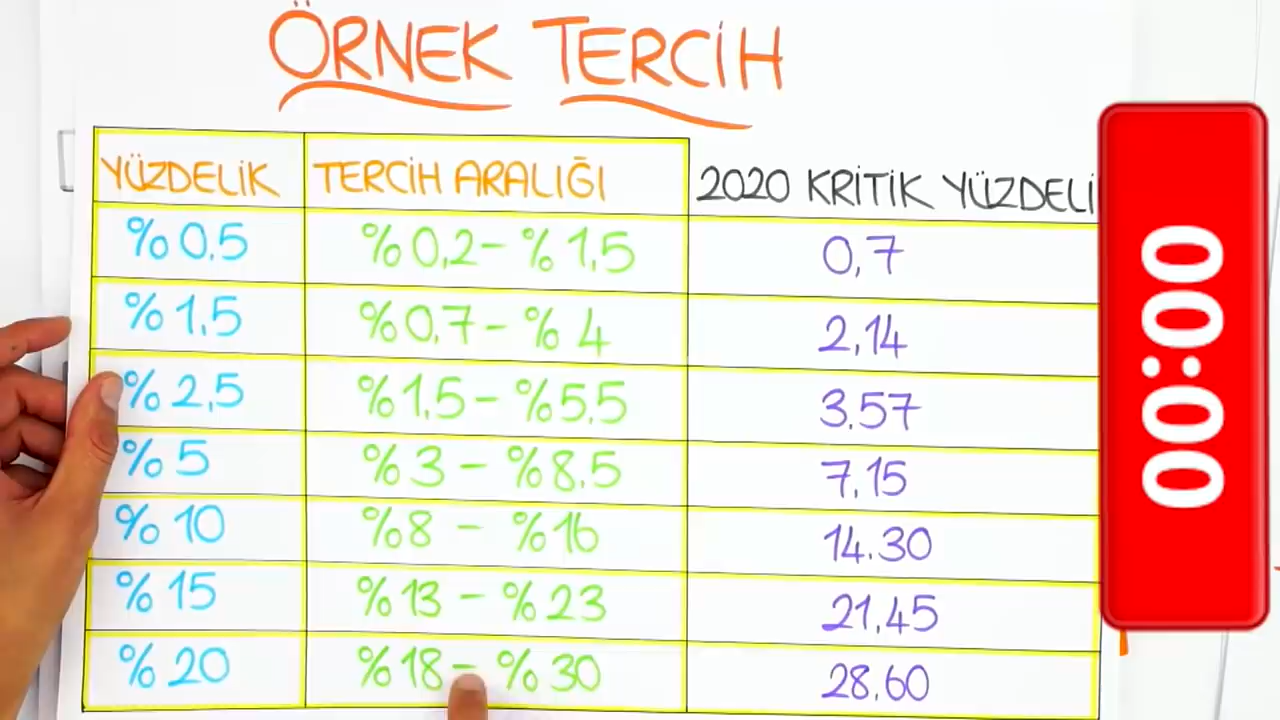 ÖRNEK TERCİH
YÜZDELİK TERCİH ARALIĞI 2020 KRİTİK YÜZDELİ
% 0,5 % 0,2 - % 1,5 0,7
% 1,5 % 0,7 - % 4 2,14
% 2,5 % 1,5 - % 5,5 3.57
% 5 % 3 - % 8,5 7,15
% 10 % 8 - % 16 14.30
% 15 % 13 - % 23 21,45
% 20 % 18 - % 30 28.60
00:00